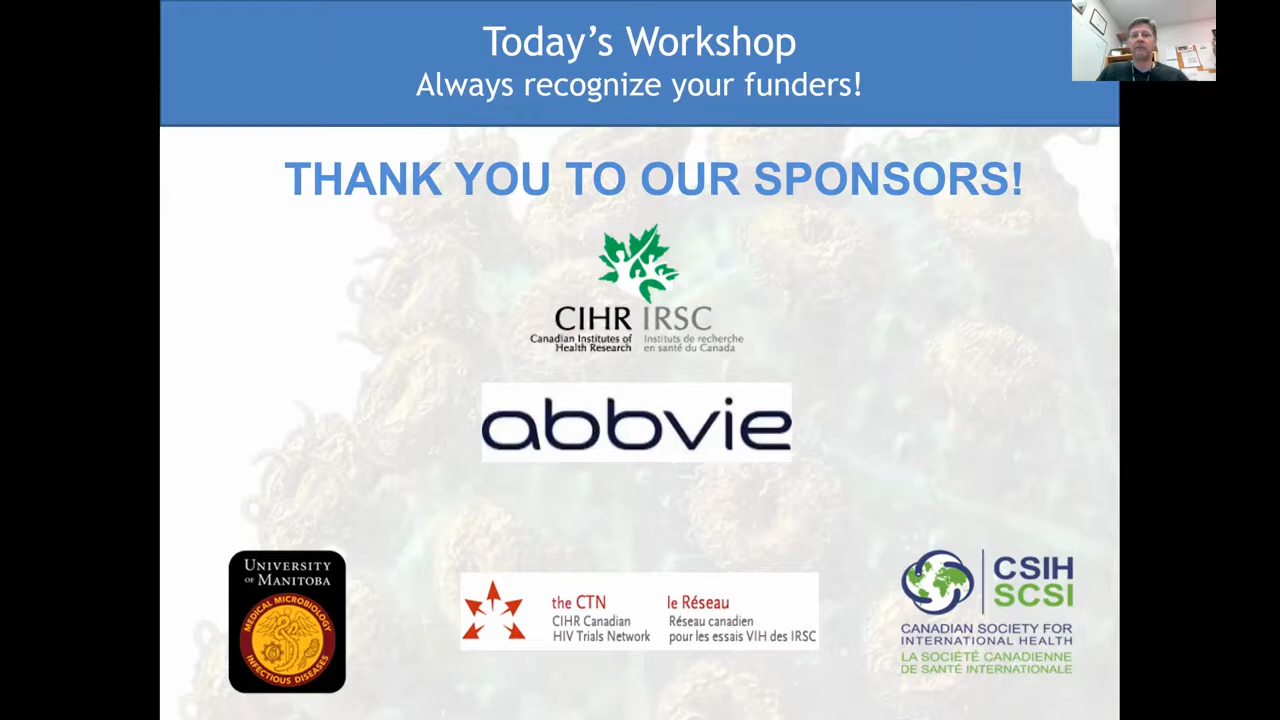 Today's Workshop
Always recognize your funders!
THANK YOU TO OUR SPONSORS!
CIHR IRSC
Canadian Institutes of Health Research
Instituts de recherche en santé du Canada
abbvie
UNIVERSITY
OF MANITOBA
MEDICAL MICROBIOLOGY
INFECTIOUS DISEASES
the CTN
CIHR Canadian
HIV Trials Network
le Réseau
Réseau canadien
pour les essais VIH des IRSC
CSIH
SCSI
CANADIAN SOCIETY FOR
INTERNATIONAL HEALTH
LA SOCIÉTÉ CANADIENNE
DE SANTÉ INTERNATIONALE